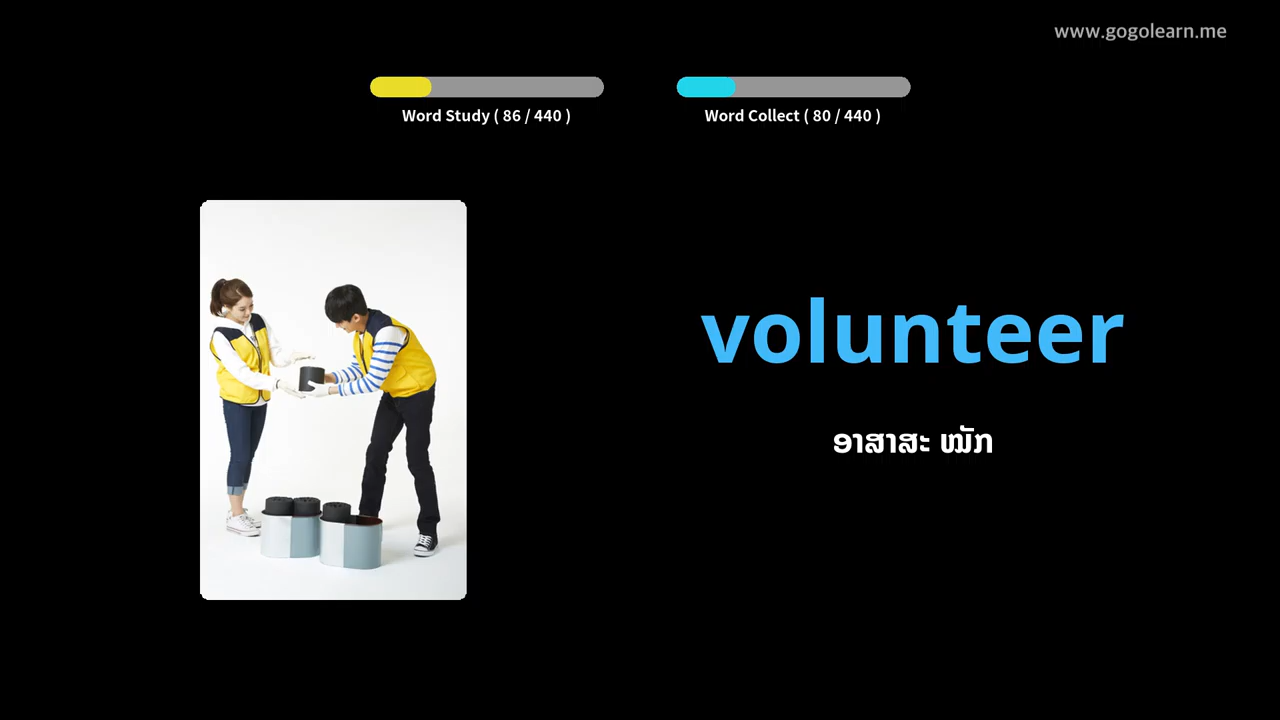 www.gogolearn.me
Word Study ( 86 / 440 )
Word Collect ( 80 / 440 )
volunteer
ອາສາສະ ໝັກ